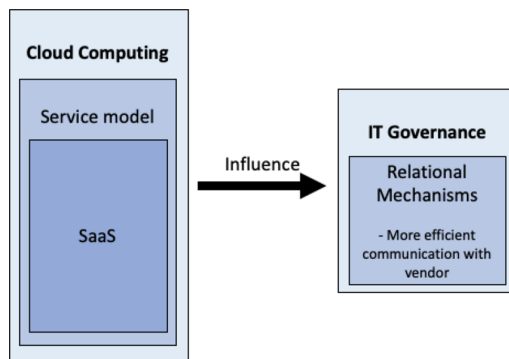 Cloud Computing
Service model
SaaS
Influence
IT Governance
Relational
Mechanisms
- More efficient
communication with
vendor